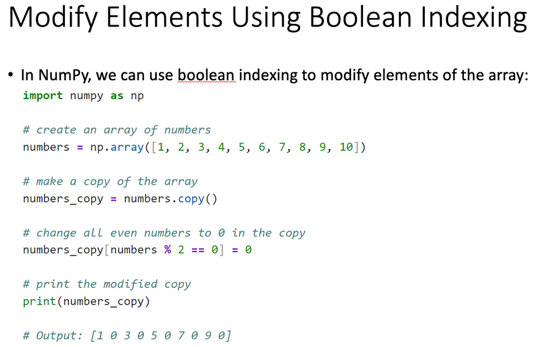 Modify Elements Using Boolean Indexing
• In NumPy, we can use boolean indexing to modify elements of the array:
import numpy as np
# create an array of numbers
numbers = np.array([1, 2, 3, 4, 5, 6, 7, 8, 9, 10])
# make a copy of the array
numbers_copy = numbers.copy()
# change all even numbers to 0 in the copy
numbers_copy[numbers % 2 == 0] = 0
# print the modified copy
print(numbers_copy)
# Output: [1 0 3 0 5 0 7 0 9 0]